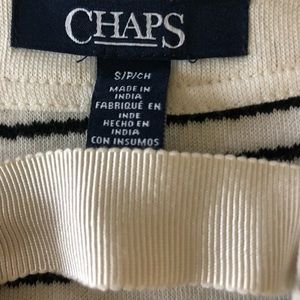 CHAPS
S/P/CH
MADE IN
INDIA
FABRIQUÉ EN
INDE
HECHO EN
INDIA
CON INSUMOS